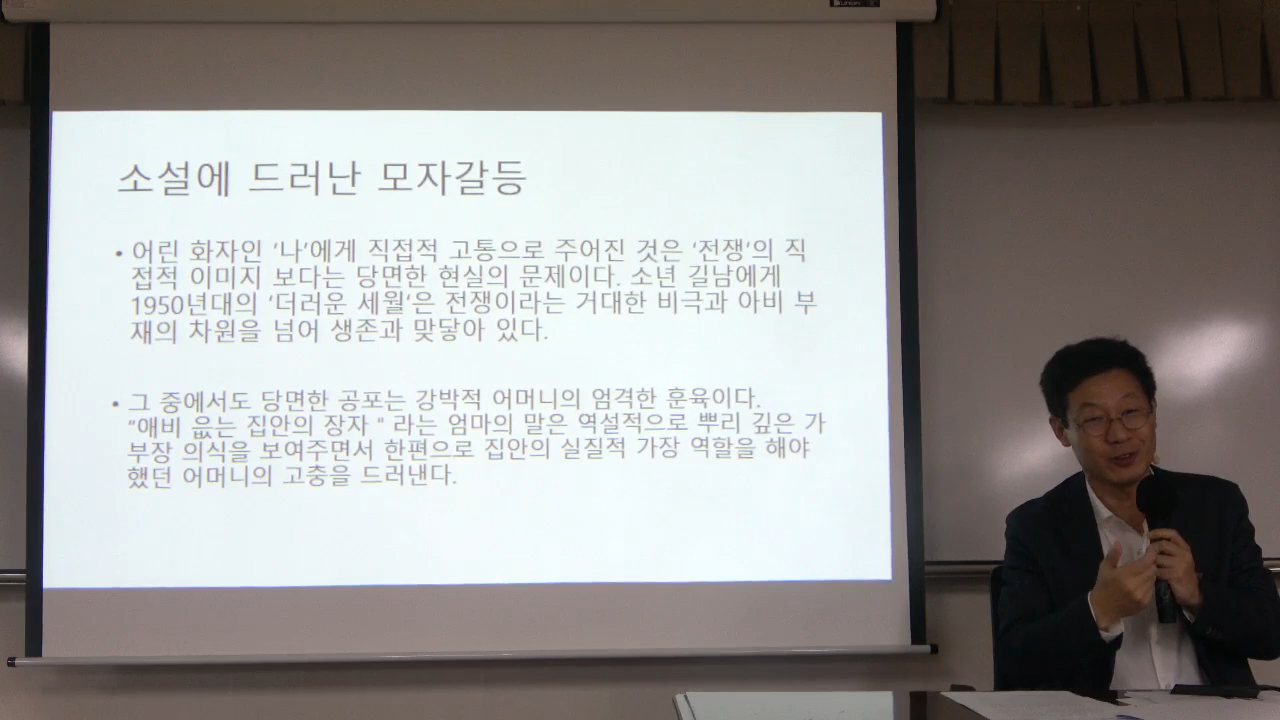 소설에 드러난 모자갈등
• 어린 화자인 '나'에게 직접적 고통으로 주어진 것은 '전쟁'의 직
접적 이미지 보다는 당면한 현실의 문제이다. 소년 길남에게
1950년대의 '더러운 세월'은 전쟁이라는 거대한 비극과 아비 부
재의 차원을 넘어 생존과 맞닿아 있다.
• 그 중에서도 당면한 공포는 강박적 어머니의 엄격한 훈육이다.
"애비 읎는 집안의 장자" 라는 엄마의 말은 역설적으로 뿌리 깊은 가
부장 의식을 보여주면서 한편으로 집안의 실질적 가장 역할을 해야
했던 어머니의 고충을 드러낸다.